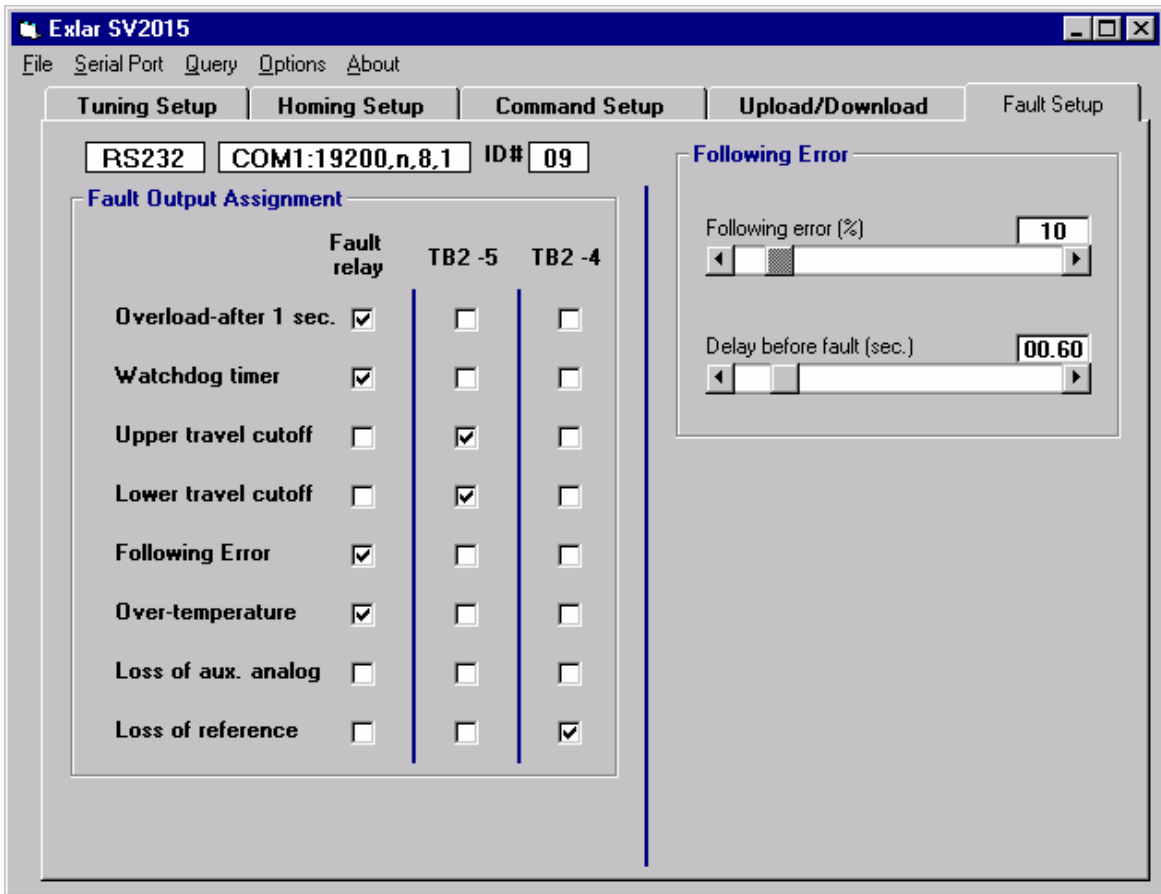 Exlar SV2015
File Serial Port Query Options About
Tuning Setup Homing Setup Command Setup Upload/Download Fault Setup
RS232 COM1:19200,n,8,1 ID# 09
Fault Output Assignment
Fault relay TB2 -5 TB2 -4
Overload-after 1 sec.
Watchdog timer
Upper travel cutoff
Lower travel cutoff
Following Error
Over-temperature
Loss of aux. analog
Loss of reference
Following Error
Following error (%) 10
Delay before fault (sec.) 00.60